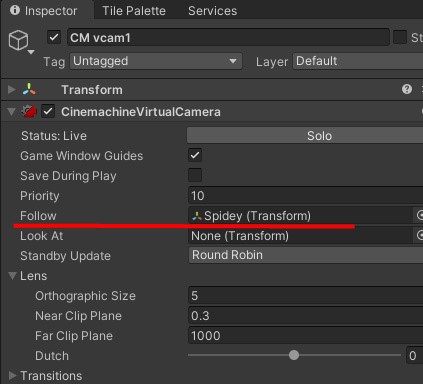 Inspector Tile Palette Services
CM vcam1 St
Tag Untagged Layer Default
Transform
CinemachineVirtualCamera
Status: Live Solo
Game Window Guides
Save During Play
Priority 10
Follow Spidey (Transform)
Look At None (Transform)
Standby Update Round Robin
Lens
Orthographic Size 5
Near Clip Plane 0.3
Far Clip Plane 1000
Dutch 0
Transitions